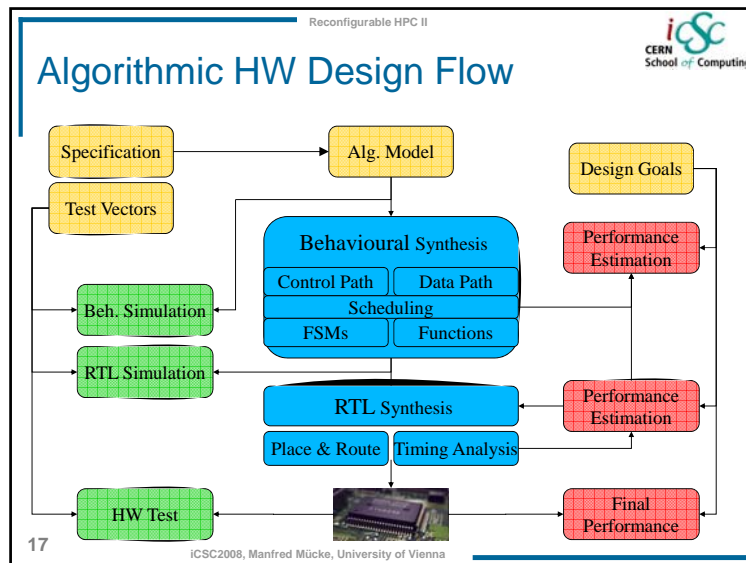 Reconfigurable HPC II
iCSC
CERN
School of Computing
Algorithmic HW Design Flow
Specification
Alg. Model
Design Goals
Test Vectors
Behavioural Synthesis
Performance
Estimation
Control Path
Data Path
Scheduling
Beh. Simulation
FSMs
Functions
RTL Simulation
RTL Synthesis
Performance
Estimation
Place & Route
Timing Analysis
HW Test
Final
Performance
17
iCSC2008, Manfred Mücke, University of Vienna